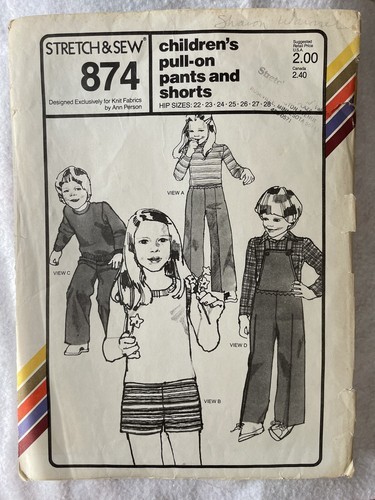 Sharon
STRETCH & SEW®
874
Designed Exclusively for Knit Fabrics
by Ann Person
children's
pull-on
pants and
shorts
HIP SIZES: 22 • 23 • 24 • 25 • 26 • 27 • 28
Suggested
Retail Price
U.S.A.
2.00
Canada
2.40
VIEW A
VIEW C
VIEW D
VIEW B